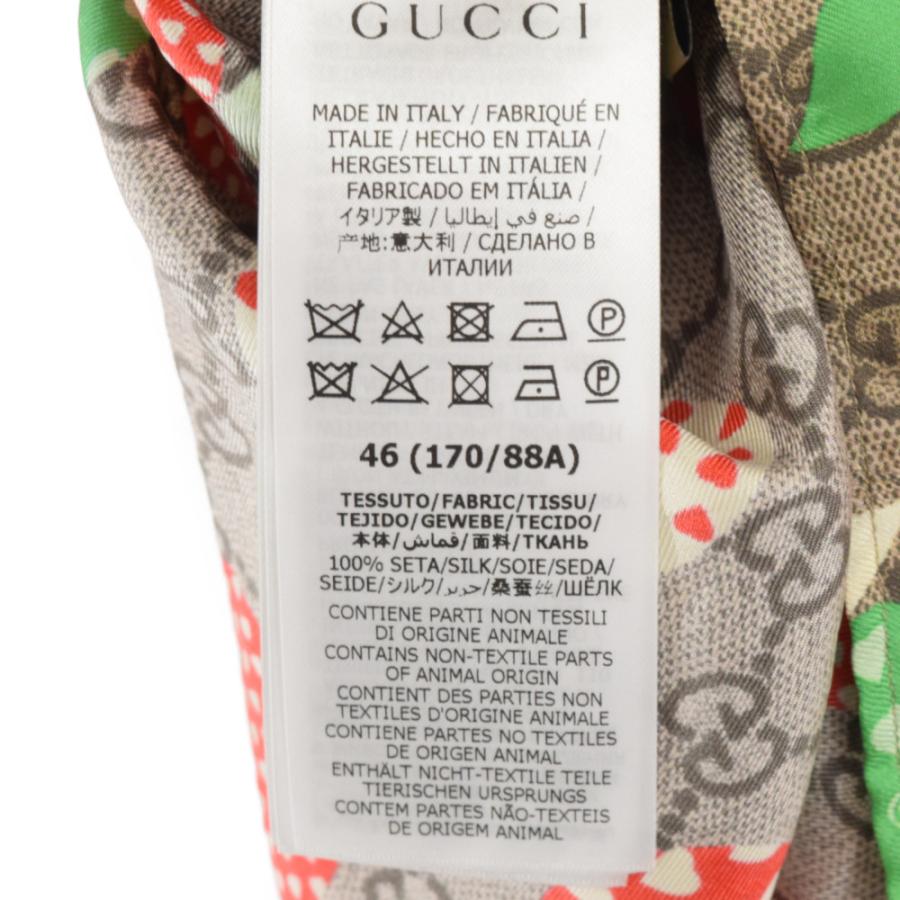 GUCCI
MADE IN ITALY / FABRIQUÉ EN
ITALIE / HECHO EN ITALIA /
HERGESTELLT IN ITALIEN /
FABRICADO EM ITÁLIA /
イタリア製 / صنع في إيطاليا /
产地:意大利 / СДЕЛАНО В
ИТАЛИИ
P
P
46 (170/88A)
TESSUTO/FABRIC/TISSU/
TEJIDO/GEWEBE/TECIDO/
本体/قماش/面料/ТКАНЬ
100% SETA/SILK/SOIE/SEDA/
SEIDE/シルク/حرير/桑蚕丝/ШЁЛК
CONTIENE PARTI NON TESSILI
DI ORIGINE ANIMALE
CONTAINS NON-TEXTILE PARTS
OF ANIMAL ORIGIN
CONTIENT DES PARTIES NON
TEXTILES D'ORIGINE ANIMALE
CONTIENE PARTES NO TEXTILES
DE ORIGEN ANIMAL
ENTHÄLT NICHT-TEXTILE TEILE
TIERISCHEN URSPRUNGS
CONTEM PARTES NÃO-TEXTEIS
DE ORIGEM ANIMAL